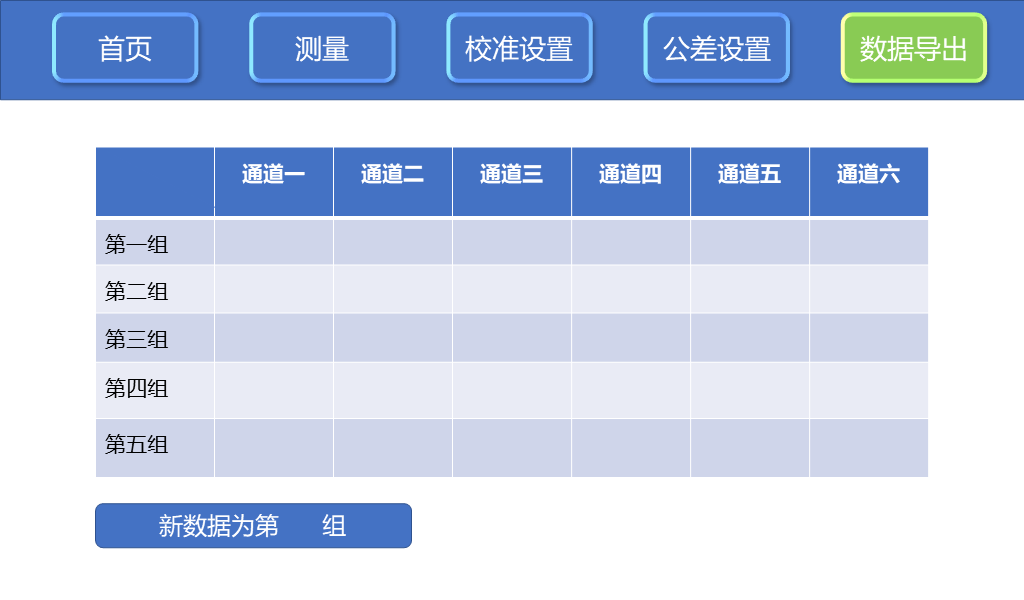 首页 测量 校准设置 公差设置 数据导出
通道一 通道二 通道三 通道四 通道五 通道六
第一组
第二组
第三组
第四组
第五组
新数据为第 组